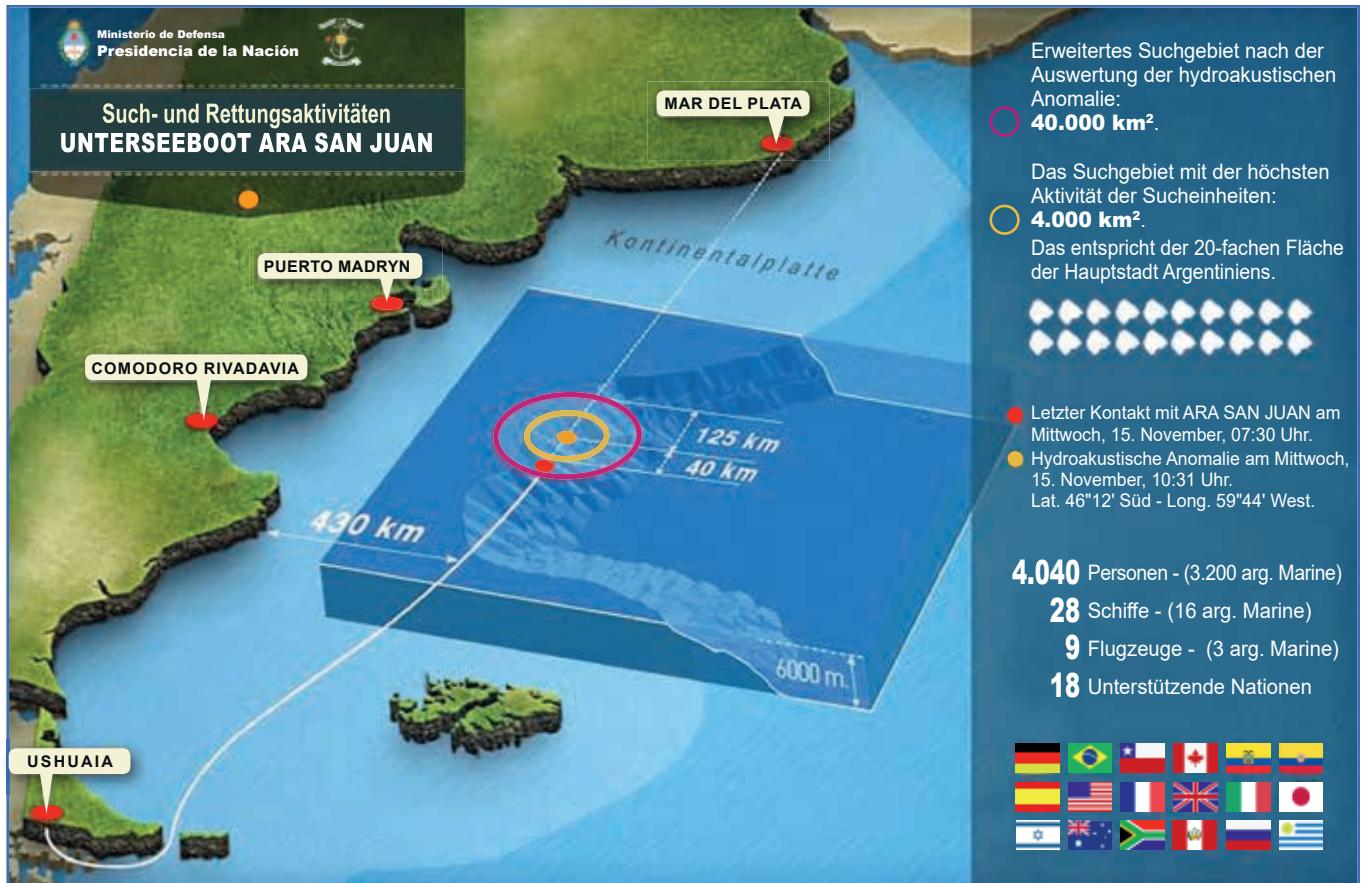 Ministerio de Defensa
Presidencia de la Nación
Such- und Rettungsaktivitäten
UNTERSEEBOOT ARA SAN JUAN
MAR DEL PLATA
Kontinentalplatte
PUERTO MADRYN
COMODORO RIVADAVIA
125 km
40 km
430 km
6000 m.
USHUAIA
Erweitertes Suchgebiet nach der
Auswertung der hydroakustischen
Anomalie:
40.000 km².
Das Suchgebiet mit der höchsten
Aktivität der Sucheinheiten:
4.000 km².
Das entspricht der 20-fachen Fläche
der Hauptstadt Argentiniens.
Letzter Kontakt mit ARA SAN JUAN am
Mittwoch, 15. November, 07:30 Uhr.
Hydroakustische Anomalie am Mittwoch,
15. November, 10:31 Uhr.
Lat. 46"12' Süd - Long. 59"44' West.
4.040 Personen - (3.200 arg. Marine)
28 Schiffe - (16 arg. Marine)
9 Flugzeuge - (3 arg. Marine)
18 Unterstützende Nationen